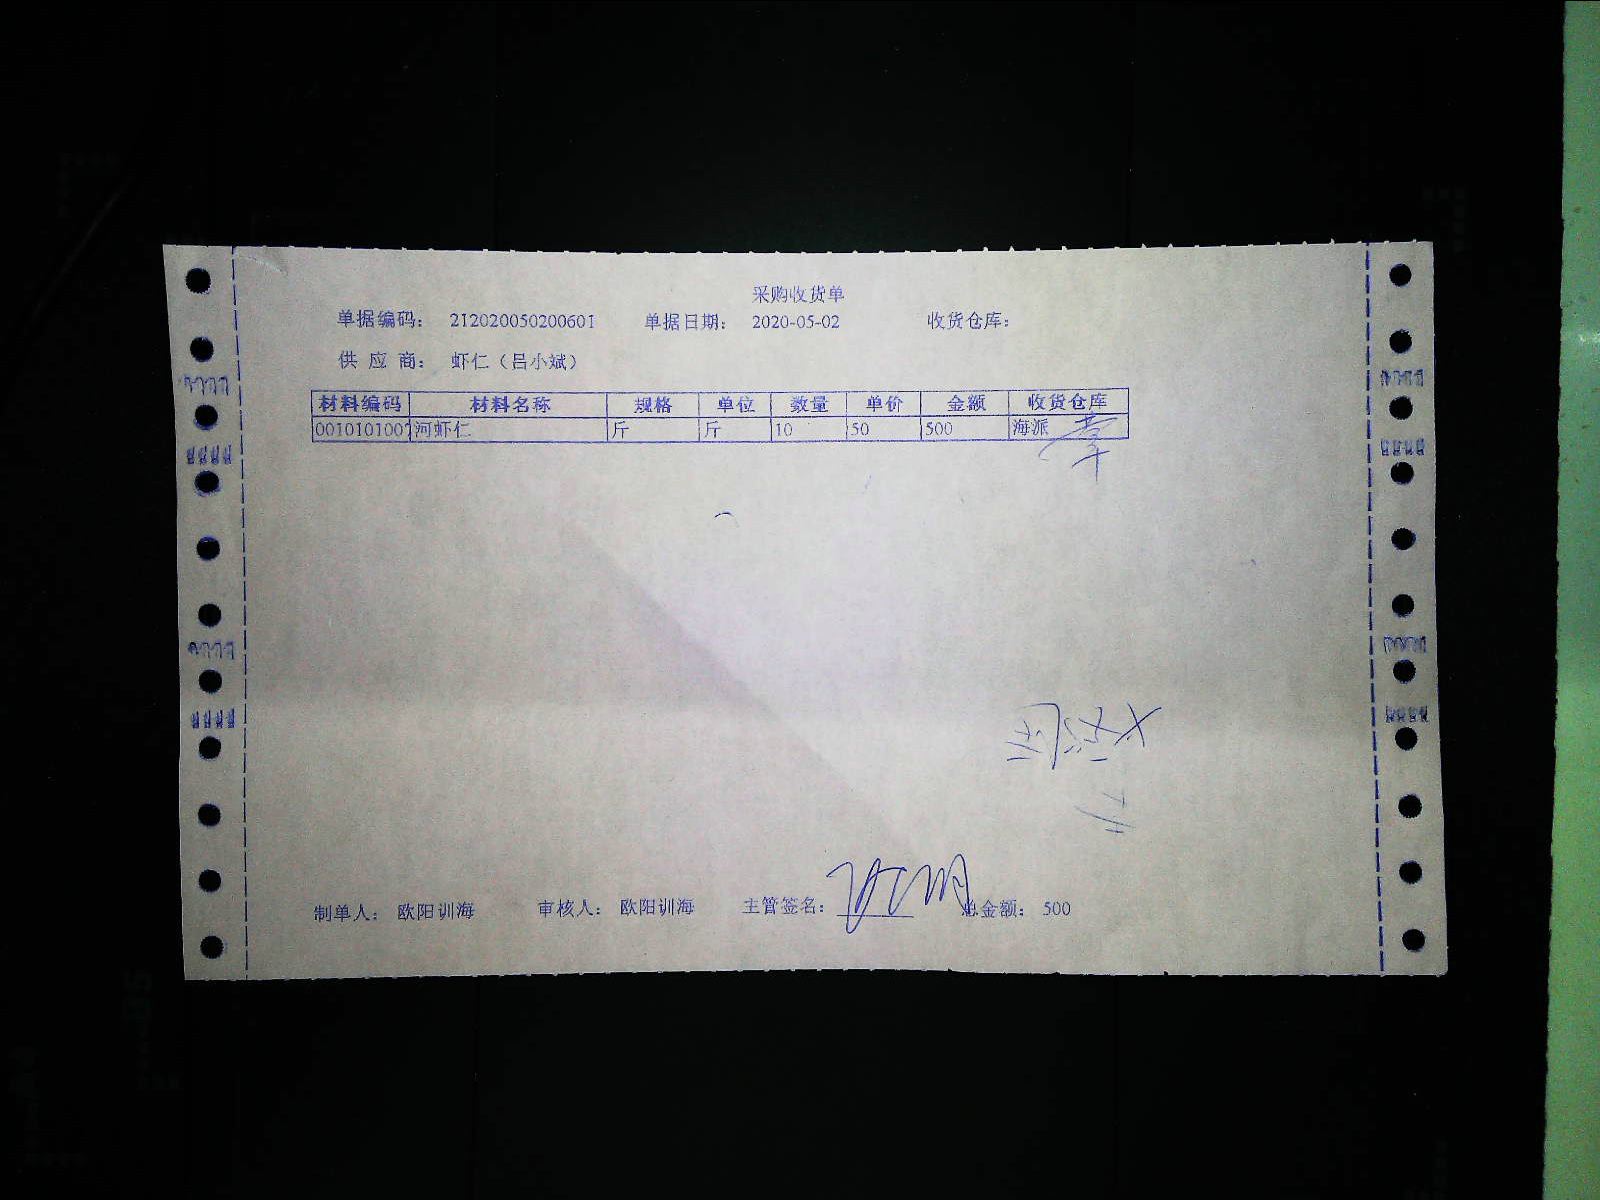 采购收货单
单据编码： 212020050200601 单据日期： 2020-05-02 收货仓库：
供 应 商： 虾仁（吕小斌）
材料编码 材料名称 规格 单位 数量 单价 金额 收货仓库
0010101007 河虾仁 斤 斤 10 50 500 海派
制单人： 欧阳训海 审核人： 欧阳训海 主管签名： 总金额： 500